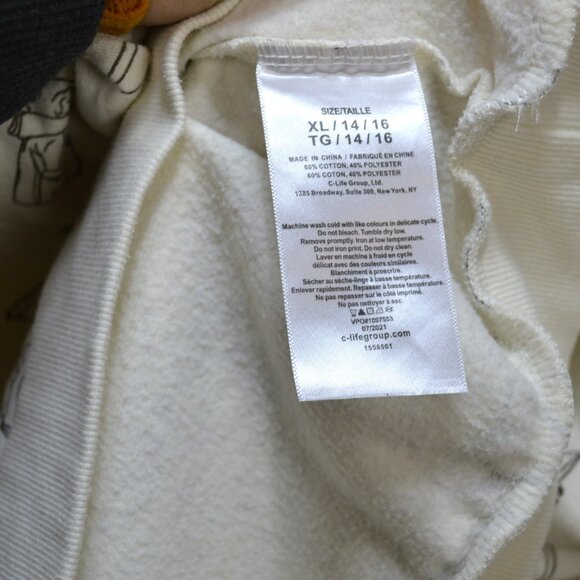 SIZE/TAILLE
XL / 14 / 16
TG / 14 / 16
MADE IN CHINA / FABRIQUÉ EN CHINE
60% COTTON, 40% POLYESTER
60% COTON, 40% POLYESTER
C-Life Group, Ltd.
1385 Broadway, Suite 300, New York, NY
Machine wash cold with like colours in delicate cycle.
Do not bleach. Tumble dry low.
Remove promptly. Iron at low temperature.
Do not iron print. Do not dry clean.
Laver en machine à froid en cycle
délicat avec des couleurs similaires.
Blanchiment à proscrire.
Sécher au sèche-linge à basse température.
Enlever rapidement. Repasser à basse température.
Ne pas repasser sur le côté imprimé.
Ne pas nettoyer à sec.
VPO#1097553
07/2021
c-lifegroup.com
1558561